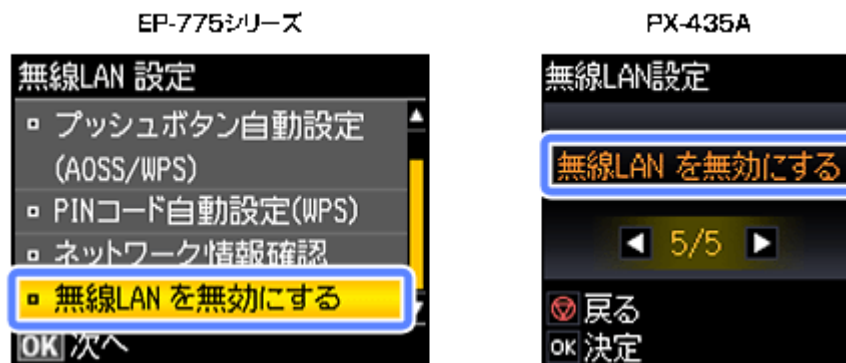 EP-775シリーズ
無線LAN 設定
プッシュボタン自動設定
(AOSS/WPS)
PINコード自動設定(WPS)
ネットワーク情報確認
無線LAN を無効にする
OK 次へ
PX-435A
無線LAN設定
無線LAN を無効にする
5/5
戻る
OK 決定